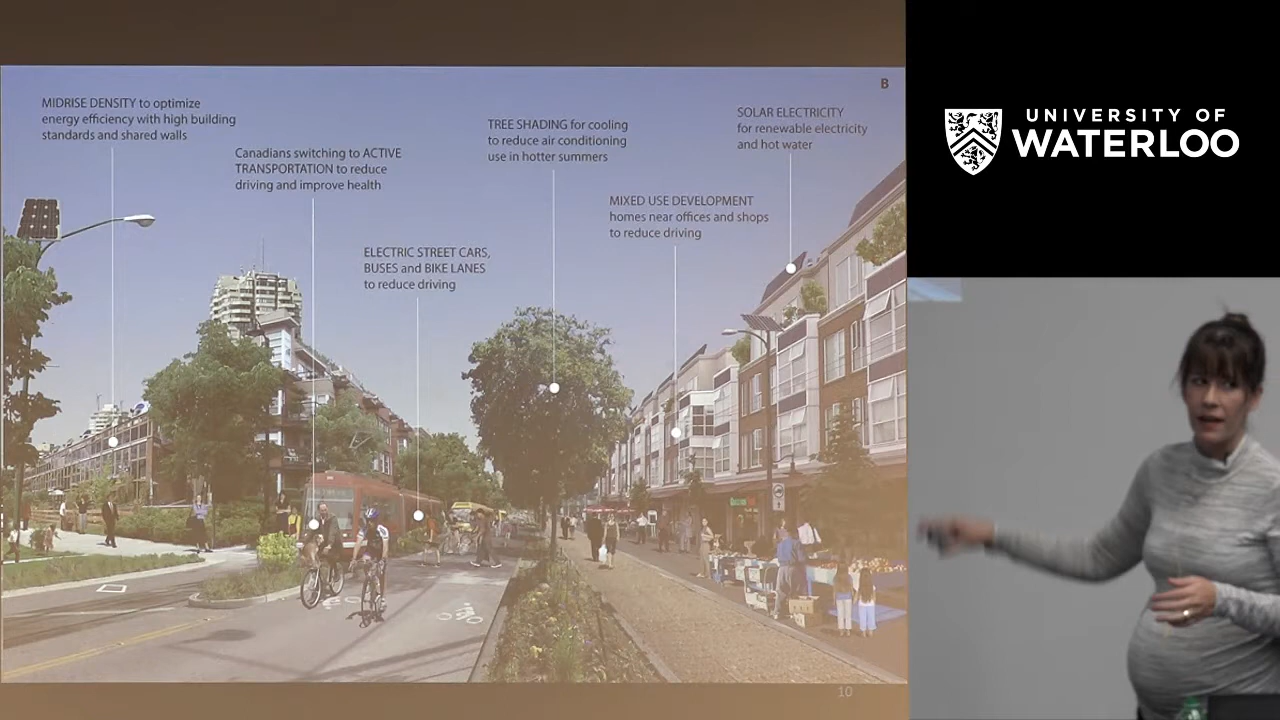 B
MIDRISE DENSITY to optimize
energy efficiency with high building
standards and shared walls
Canadians switching to ACTIVE
TRANSPORTATION to reduce
driving and improve health
ELECTRIC STREET CARS,
BUSES and BIKE LANES
to reduce driving
TREE SHADING for cooling
to reduce air conditioning
use in hotter summers
MIXED USE DEVELOPMENT
homes near offices and shops
to reduce driving
SOLAR ELECTRICITY
for renewable electricity
and hot water
10
UNIVERSITY OF
WATERLOO